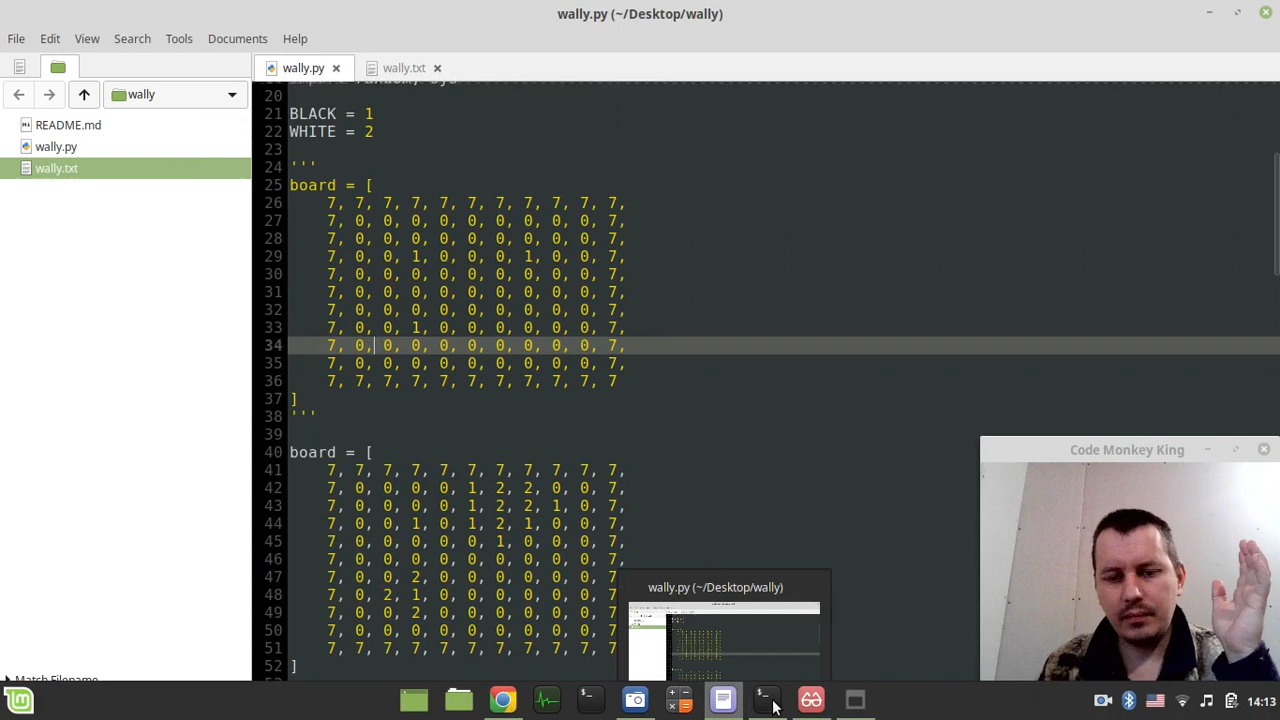 wally.py (~/Desktop/wally)
File Edit View Search Tools Documents Help
wally.py
wally.txt
wally
README.md
wally.py
wally.txt
20
21 BLACK = 1
22 WHITE = 2
23
24 '''
25 board = [
26 7, 7, 7, 7, 7, 7, 7, 7, 7, 7, 7,
27 7, 0, 0, 0, 0, 0, 0, 0, 0, 0, 7,
28 7, 0, 0, 0, 0, 0, 0, 0, 0, 0, 7,
29 7, 0, 0, 1, 0, 0, 0, 1, 0, 0, 7,
30 7, 0, 0, 0, 0, 0, 0, 0, 0, 0, 7,
31 7, 0, 0, 0, 0, 0, 0, 0, 0, 0, 7,
32 7, 0, 0, 0, 0, 0, 0, 0, 0, 0, 7,
33 7, 0, 0, 1, 0, 0, 0, 0, 0, 0, 7,
34 7, 0, 0, 0, 0, 0, 0, 0, 0, 0, 7,
35 7, 0, 0, 0, 0, 0, 0, 0, 0, 0, 7,
36 7, 7, 7, 7, 7, 7, 7, 7, 7, 7, 7
37 ]
38 '''
39
40 board = [
41 7, 7, 7, 7, 7, 7, 7, 7, 7, 7, 7,
42 7, 0, 0, 0, 0, 1, 2, 2, 0, 0, 7,
43 7, 0, 0, 0, 0, 1, 2, 2, 1, 0, 7,
44 7, 0, 0, 1, 0, 1, 2, 1, 0, 0, 7,
45 7, 0, 0, 0, 0, 0, 1, 0, 0, 0, 7,
46 7, 0, 0, 0, 0, 0, 0, 0, 0, 0, 7,
47 7, 0, 0, 2, 0, 0, 0, 0, 0, 0, 7
48 7, 0, 2, 1, 0, 0, 0, 0, 0, 0, 7
49 7, 0, 0, 2, 0, 0, 0, 0, 0, 0, 7
50 7, 0, 0, 0, 0, 0, 0, 0, 0, 0, 7
51 7, 7, 7, 7, 7, 7, 7, 7, 7, 7, 7
52 ]
Code Monkey King
wally.py (~/Desktop/wally)
Match Filename
14:13